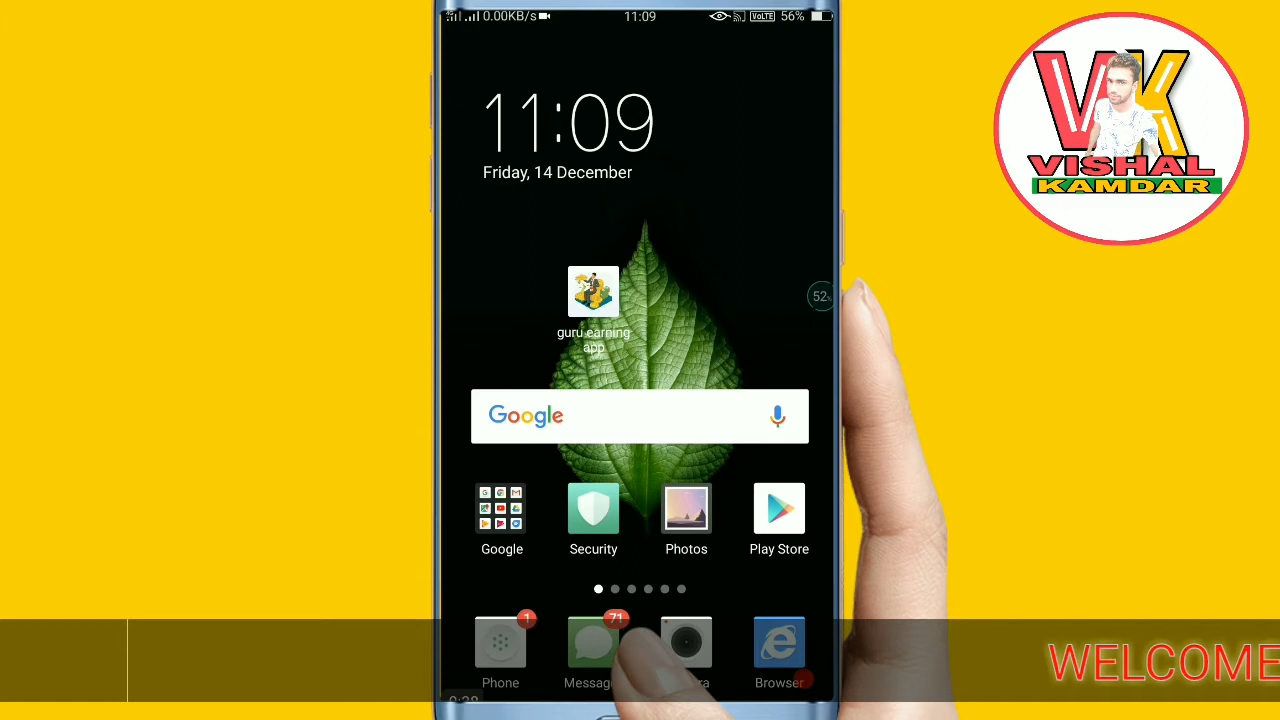 0.00KB/s 11:09 VoLTE 56%
11:09
Friday, 14 December
VK
VISHAL
KAMDAR
52%
guru earning
app
Google
Google Security Photos Play Store
1 71
Phone Browser
WELCOME